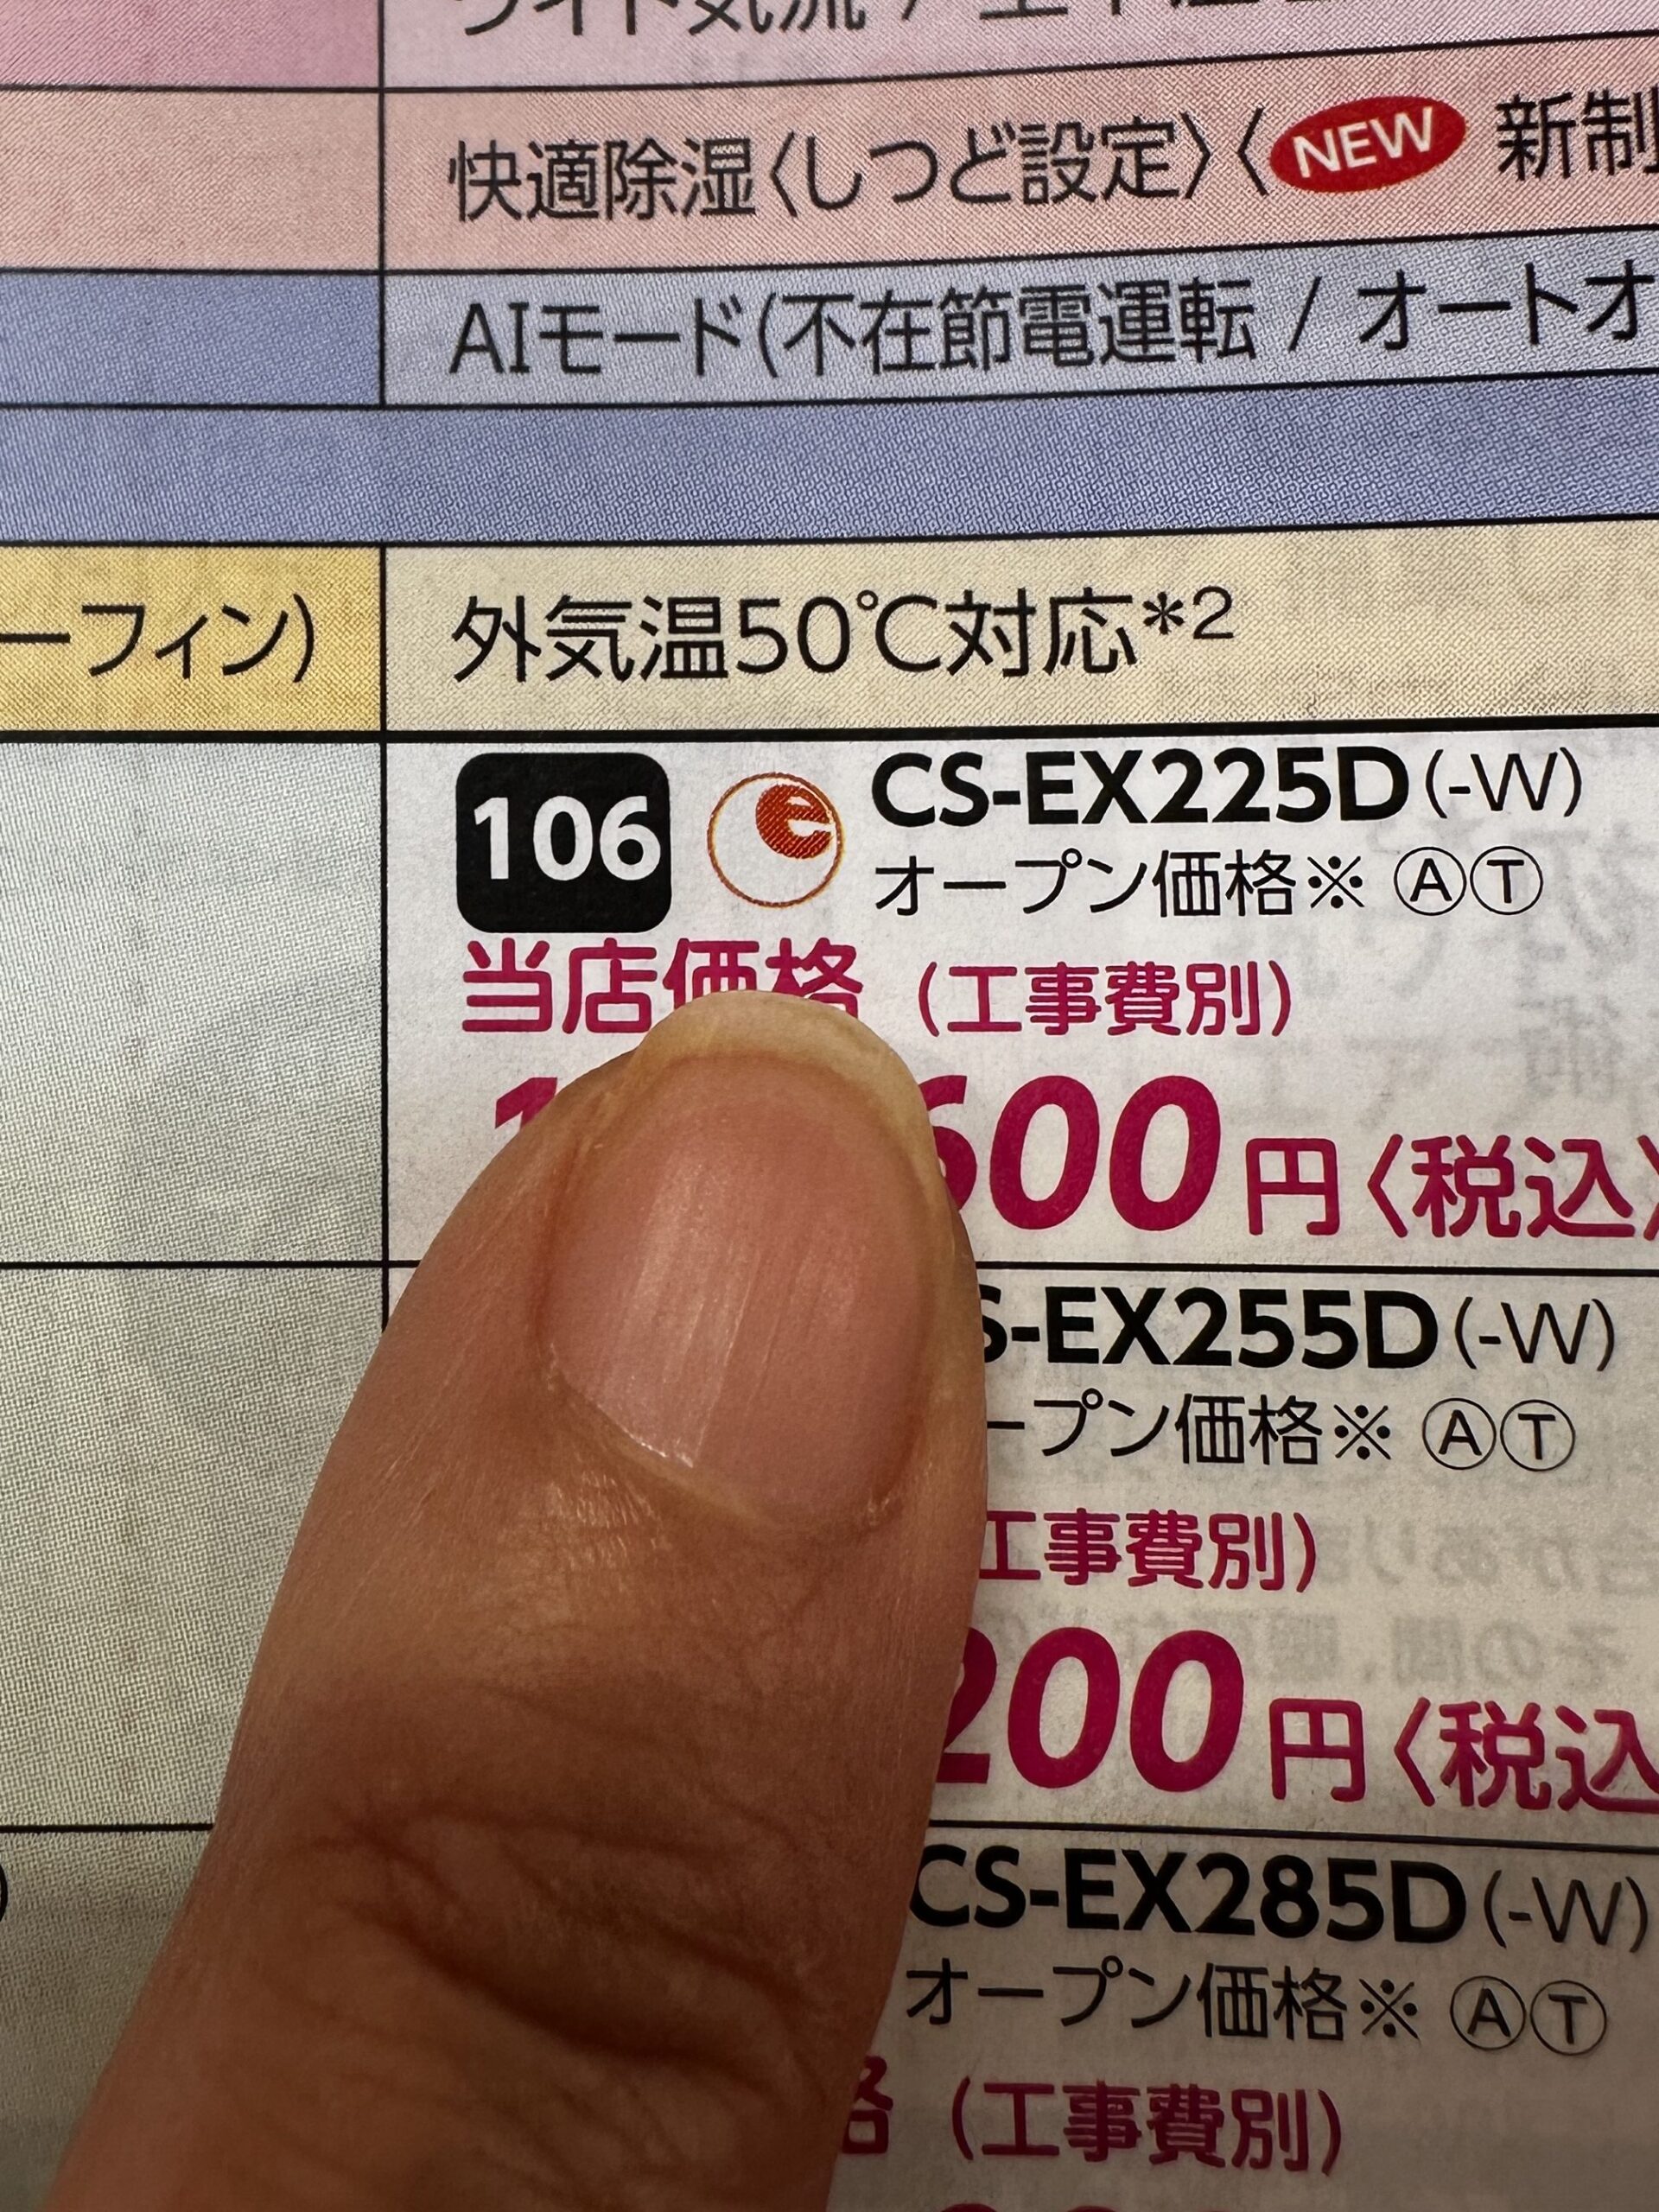 快適除湿〈しつど設定〉〈NEW 新制
AIモード(不在節電運転 / オートオ
ーフィン)
外気温50℃対応*2
106 e CS-EX225D(-W)
オープン価格※ ⒶⓉ
当店価格 (工事費別)
1 600円〈税込〉
S-EX255D(-W)
ープン価格※ ⒶⓉ
工事費別)
200円〈税込
CS-EX285D(-W)
オープン価格※ ⒶⓉ
格 (工事費別)